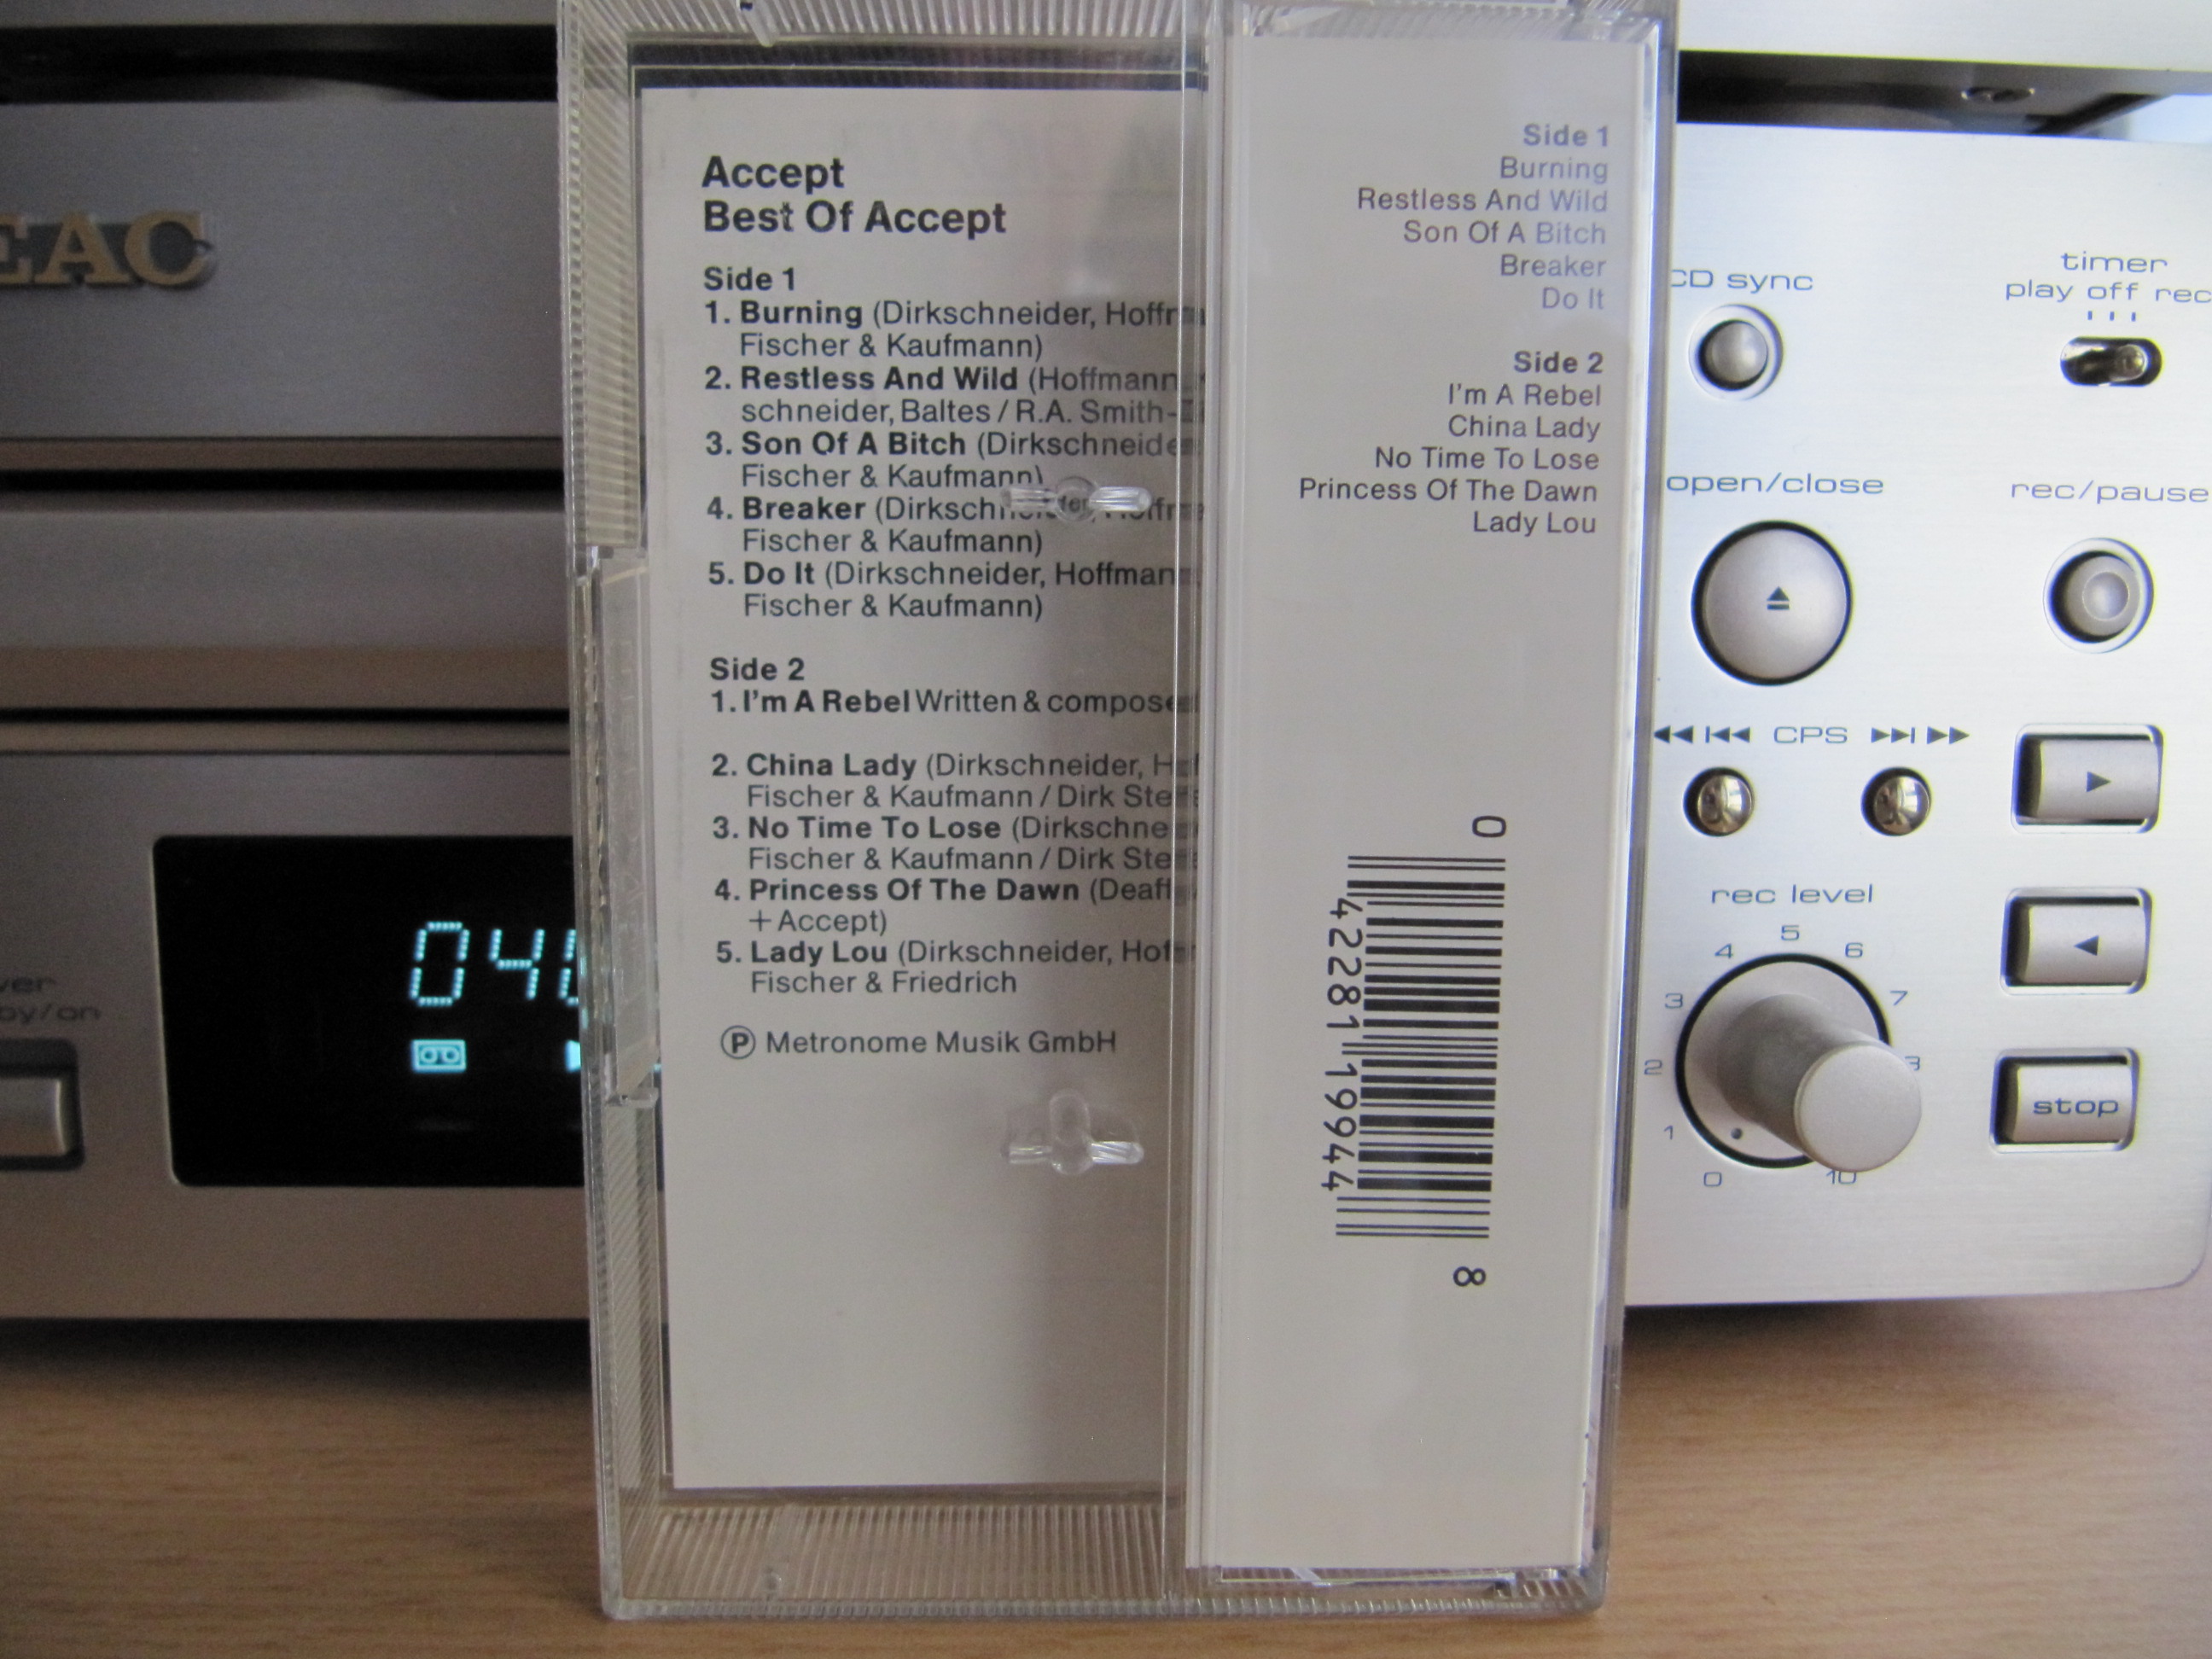 EAC
Accept
Best Of Accept
Side 1
1. Burning (Dirkschneider,
Fischer & Kaufmann)
2. Restless And Wild (Hoffmann
schneider, Baltes / R.A. Smith-
3. Son Of A Bitch (Dirkschneide
Fischer & Kaufmann)
4. Breaker
Fischer & Kaufmann)
5. Do It (Dirkschneider, Hoffman
Fischer & Kaufmann)
Side 2
1. I'm A Rebel Written & compose
2. China Lady (Dirkschneider,
Fischer & Kaufmann / Dirk Ste
3. No Time To Lose (Dirkschne
Fischer & Kaufmann / Dirk Ste
4. Princess Of The Dawn (Deaff
+ Accept)
5. Lady Lou (Dirkschneider, Hof
Fischer & Friedrich
Ⓟ Metronome Musik GmbH
Side 1
Burning
Restless And Wild
Son Of A Bitch
Breaker
Do It
Side 2
I'm A Rebel
China Lady
No Time To Lose
Princess Of The Dawn
Lady Lou
0 42281 19944 8
CD sync
timer
play off rec
open/close
rec/pause
CPS
rec level
0 1 2 3 4 5 6 7 8 10
stop
04
ver
by/on